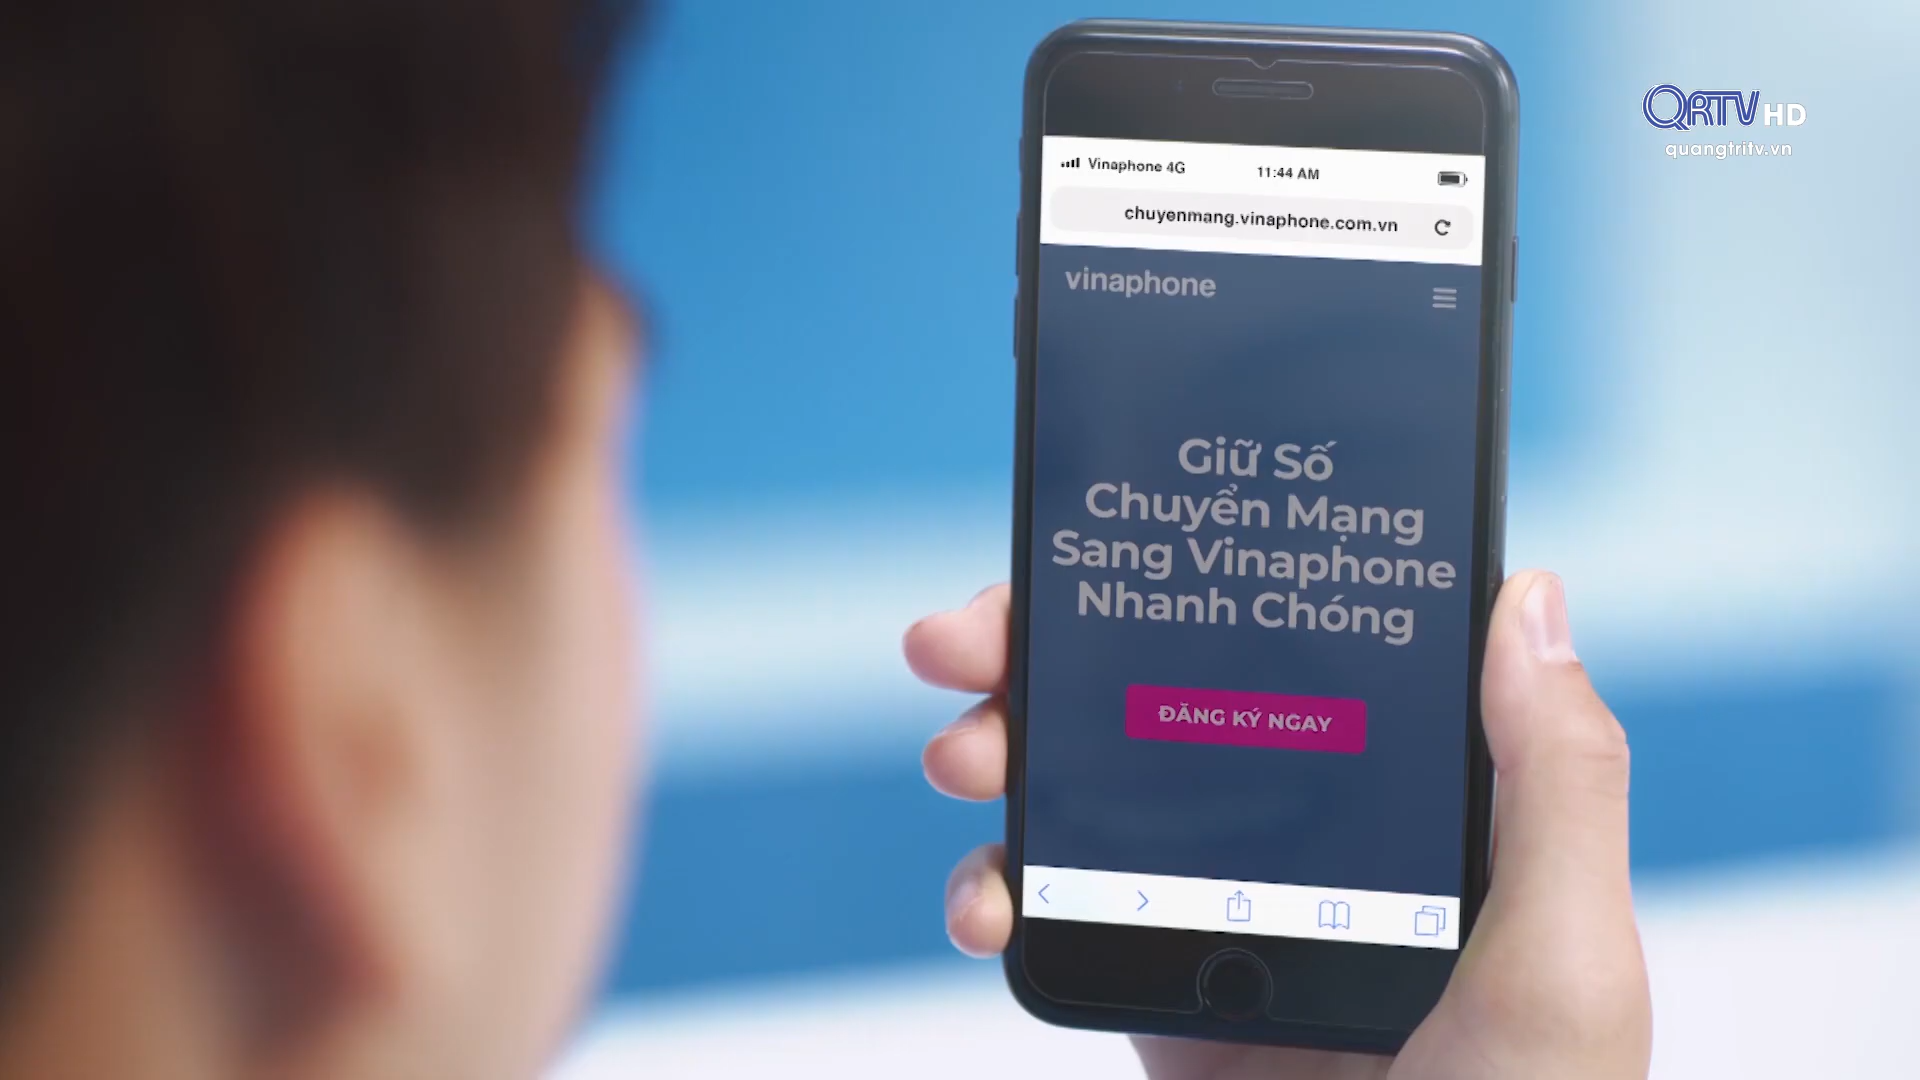 QRTV HD
quangtritv.vn
Vinaphone 4G
11:44 AM
chuyenmang.vinaphone.com.vn
vinaphone
Giữ Số
Chuyển Mạng
Sang Vinaphone
Nhanh Chóng
ĐĂNG KÝ NGAY